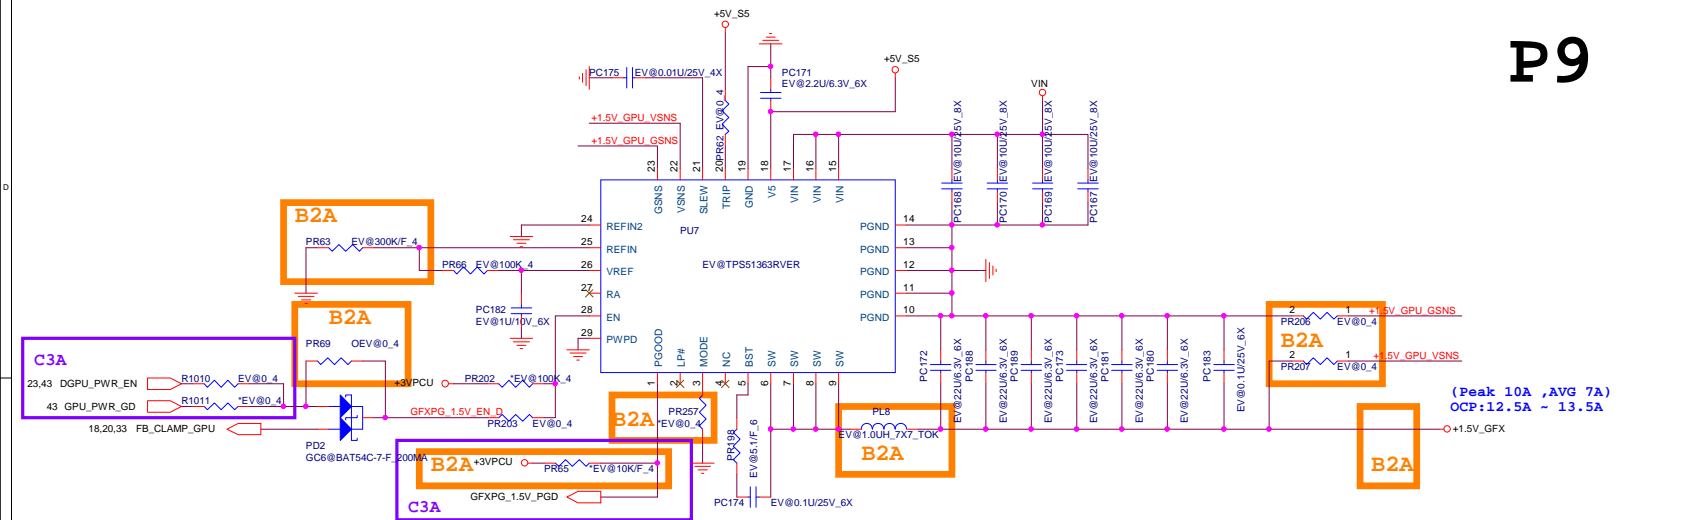 +5V_S5
P9
PC175
EV@0.01U/25V_4X
PC171
EV@2.2U/6.3V_6X
+5V_S5
VIN
+1.5V_GPU_VSNS
+1.5V_GPU_GSNS
PR62
EV@0_4
PC168
EV@10U/25V_8X
PC170
EV@10U/25V_8X
PC169
EV@10U/25V_8X
PC167
EV@10U/25V_8X
23
22
21
20
19
18
17
16
15
GSNS
VSNS
SLEW
TRIP
GND
V5
VIN
VIN
VIN
D
B2A
PR63
EV@300K/F_4
PR66
EV@100K_4
PC182
EV@1U/10V_6X
24
REFIN2
25
REFIN
26
VREF
27
RA
28
EN
29
PWPD
PU7
EV@TPS51363RVER
PGND
14
PGND
13
PGND
12
PGND
11
PGND
10
PGOOD
LP#
MODE
NC
BST
SW
SW
SW
SW
1
2
3
4
5
6
7
8
9
B2A
PR69
OEV@0_4
C3A
23,43 DGPU_PWR_EN
R1010
EV@0_4
43 GPU_PWR_GD
R1011
*EV@0_4
18,20,33 FB_CLAMP_GPU
PD2
GC6@BAT54C-7-F_200MA
+3VPCU
PR202
*EV@100K_4
GFXPG_1.5V_EN_D
PR203
EV@0_4
B2A
PR257
*EV@0_4
B2A
+3VPCU
PR65
*EV@10K/F_4
GFXPG_1.5V_PGD
C3A
PR199
EV@5.1/F_6
PC174
EV@0.1U/25V_6X
PL8
EV@1.0UH_7X7_TOK
B2A
PC172
EV@22U/6.3V_6X
PC188
EV@22U/6.3V_6X
PC189
EV@22U/6.3V_6X
PC173
EV@22U/6.3V_6X
PC181
EV@22U/6.3V_6X
PC180
EV@22U/6.3V_6X
PC183
EV@0.1U/25V_6X
2
1
+1.5V_GPU_GSNS
PR206
EV@0_4
B2A
2
1
+1.5V_GPU_VSNS
PR207
EV@0_4
(Peak 10A ,AVG 7A)
OCP:12.5A ~ 13.5A
+1.5V_GFX
B2A